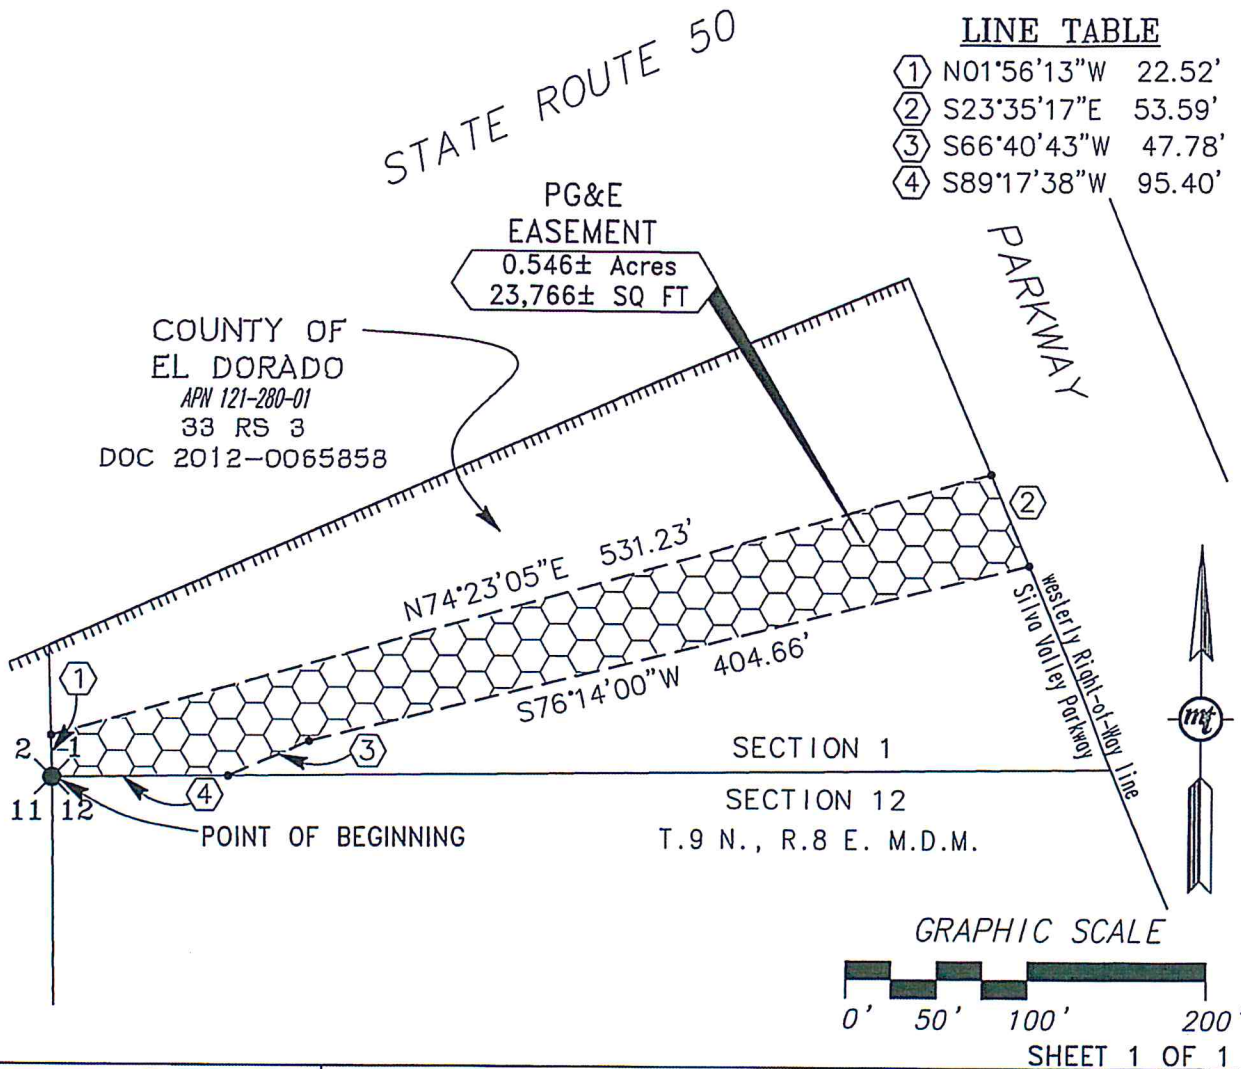 LINE TABLE
1 N01°56'13"W 22.52'
2 S23°35'17"E 53.59'
3 S66°40'43"W 47.78'
4 S89°17'38"W 95.40'
STATE ROUTE 50
PARKWAY
PG&E
EASEMENT
0.546± Acres
23,766± SQ FT
COUNTY OF
EL DORADO
APN 121-280-01
33 RS 3
DOC 2012-0065858
2
N74°23'05"E 531.23'
S76°14'00"W 404.66'
westerly Right-of-Way line
Silva Valley Parkway
1
2 1
11 12
3
4
POINT OF BEGINNING
SECTION 1
SECTION 12
T.9 N., R.8 E. M.D.M.
mt
GRAPHIC SCALE
0' 50' 100' 200'
SHEET 1 OF 1